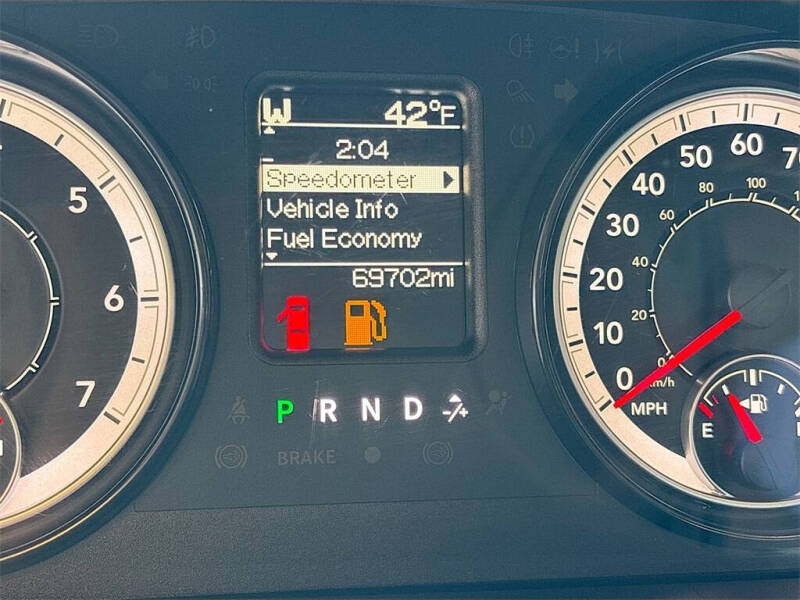 W 42°F
2:04
Speedometer
Vehicle Info
Fuel Economy
69702mi
P R N D -/+
BRAKE
5
6
7
0
10
20
30
40
50
60
70
MPH
0
20
40
60
80
100
km/h
E